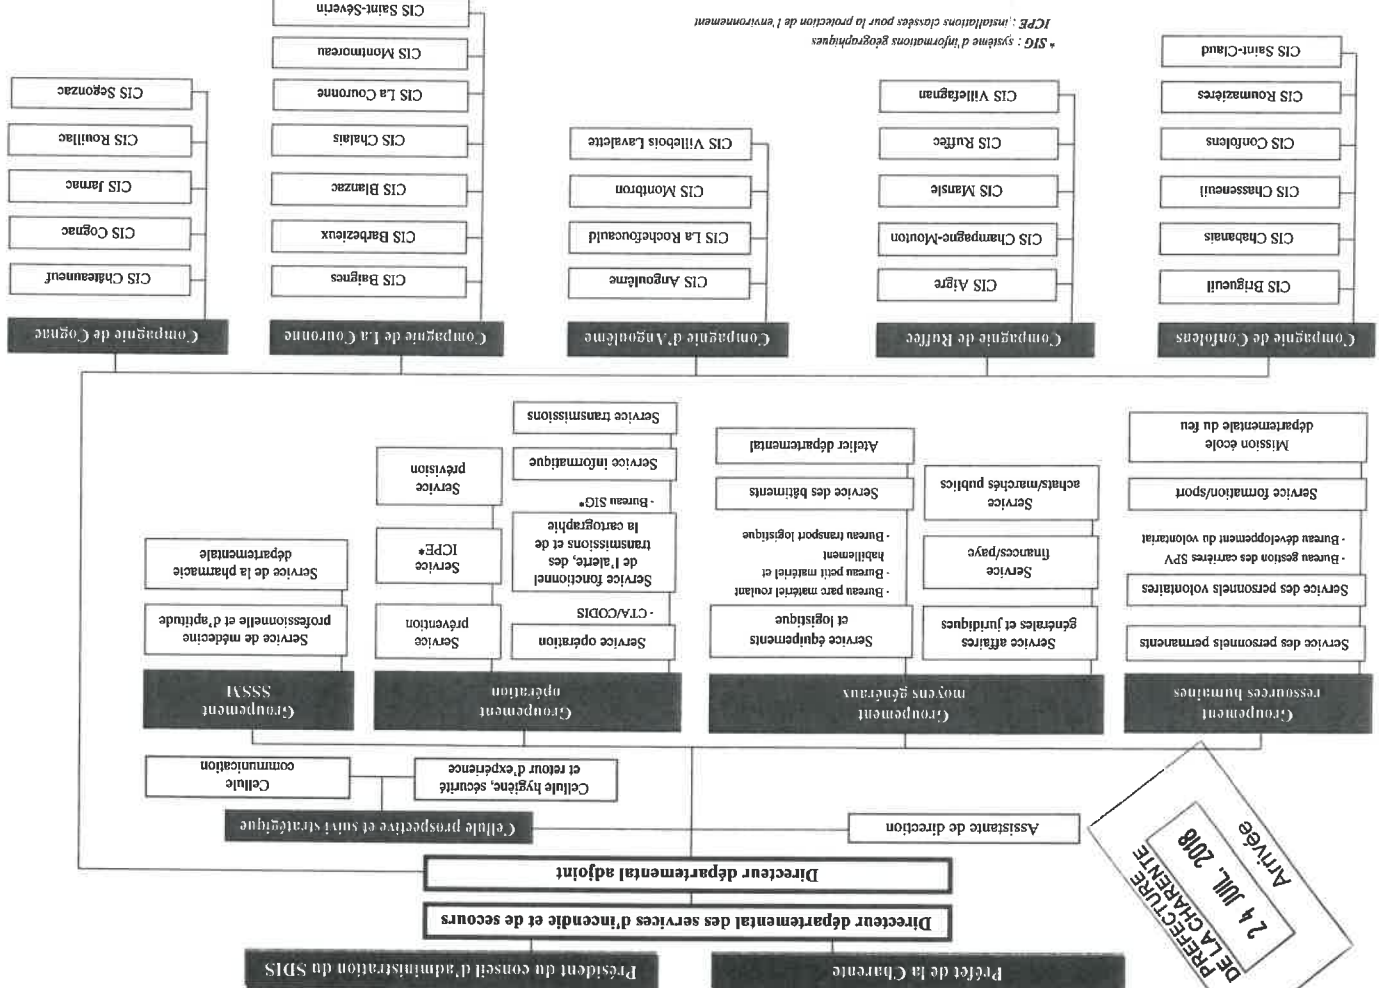 Préfet de la Charente
Président du conseil d'administration du SDIS
PREFECTURE
DE LA CHARENTE
24 JUIL. 2018
Arrivée
Directeur départemental des services d'incendie et de secours
Directeur départemental adjoint
Assistante de direction
Cellule prospective et suivi stratégique
Cellule hygiène, sécurité
et retour d'expérience
Cellule
communication
Groupement
ressources humaines
Service des personnels permanents
Service des personnels volontaires
- Bureau gestion des carrières SPV
- Bureau développement du volontariat
Service formation/sport
Mission école
départementale du feu
Groupement
moyens généraux
Service affaires
générales et juridiques
Service
finances/paye
Service
achats/marchés publics
Service équipements
et logistique
- Bureau parc matériel roulant
- Bureau petit matériel et
habillement
- Bureau transport logistique
Service des bâtiments
Atelier départemental
Groupement
opération
Service opération
- CTA/CODIS
Service fonctionnel
de l'alerte, des
transmissions et de
la cartographie
- Bureau SIG*
Service informatique
Service transmissions
Service
prévention
Service
ICPE*
Service
prévision
Groupement
SSSM
Service de médecine
professionnelle et d'aptitude
Service de la pharmacie
départementale
Compagnie de Confolens
CIS Brigueuil
CIS Chabanais
CIS Chasseneuil
CIS Confolens
CIS Roumazières
CIS Saint-Claud
Compagnie de Ruffec
CIS Aigre
CIS Champagne-Mouton
CIS Mansle
CIS Ruffec
CIS Villefagnan
Compagnie d'Angoulême
CIS Angoulême
CIS La Rochefoucauld
CIS Montbron
CIS Villebois Lavalette
Compagnie de La Couronne
CIS Baignes
CIS Barbezieux
CIS Blanzac
CIS Chalais
CIS La Couronne
CIS Montmoreau
CIS Saint-Séverin
Compagnie de Cognac
CIS Châteauneuf
CIS Cognac
CIS Jarnac
CIS Rouillac
CIS Segonzac
* SIG : système d'informations géographiques
ICPE : installations classées pour la protection de l'environnement